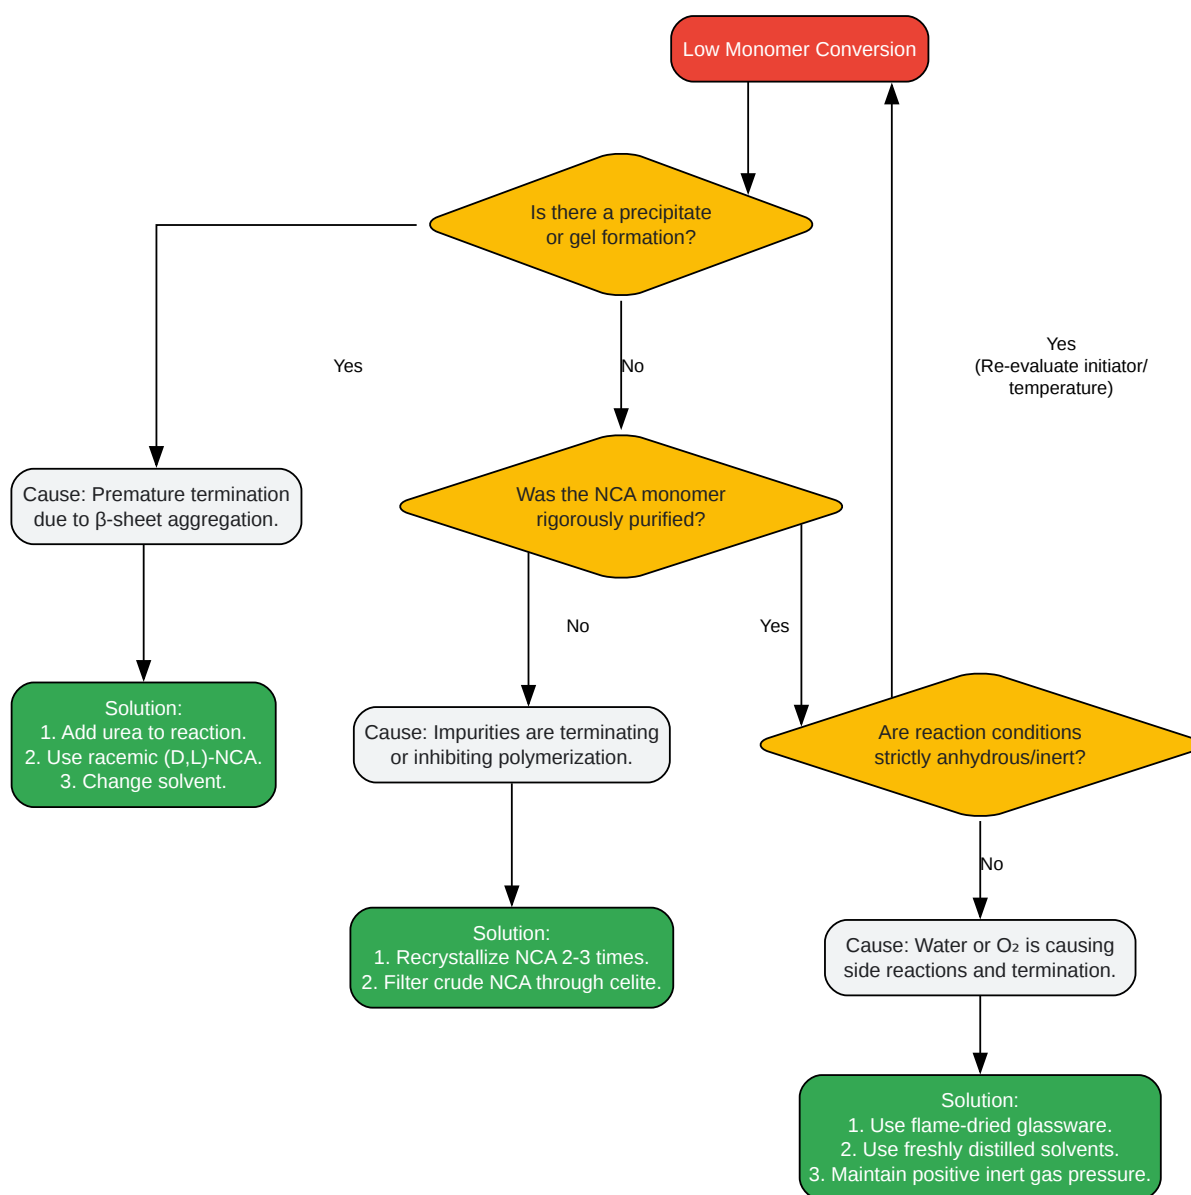 Low Monomer Conversion
Is there a precipitate
or gel formation?
Yes
No
Yes
(Re-evaluate initiator/
temperature)
Cause: Premature termination
due to β-sheet aggregation.
Was the NCA monomer
rigorously purified?
No
Yes
Solution:
1. Add urea to reaction.
2. Use racemic (D,L)-NCA.
3. Change solvent.
Cause: Impurities are terminating
or inhibiting polymerization.
Are reaction conditions
strictly anhydrous/inert?
No
Solution:
1. Recrystallize NCA 2-3 times.
2. Filter crude NCA through celite.
Cause: Water or O₂ is causing
side reactions and termination.
Solution:
1. Use flame-dried glassware.
2. Use freshly distilled solvents.
3. Maintain positive inert gas pressure.